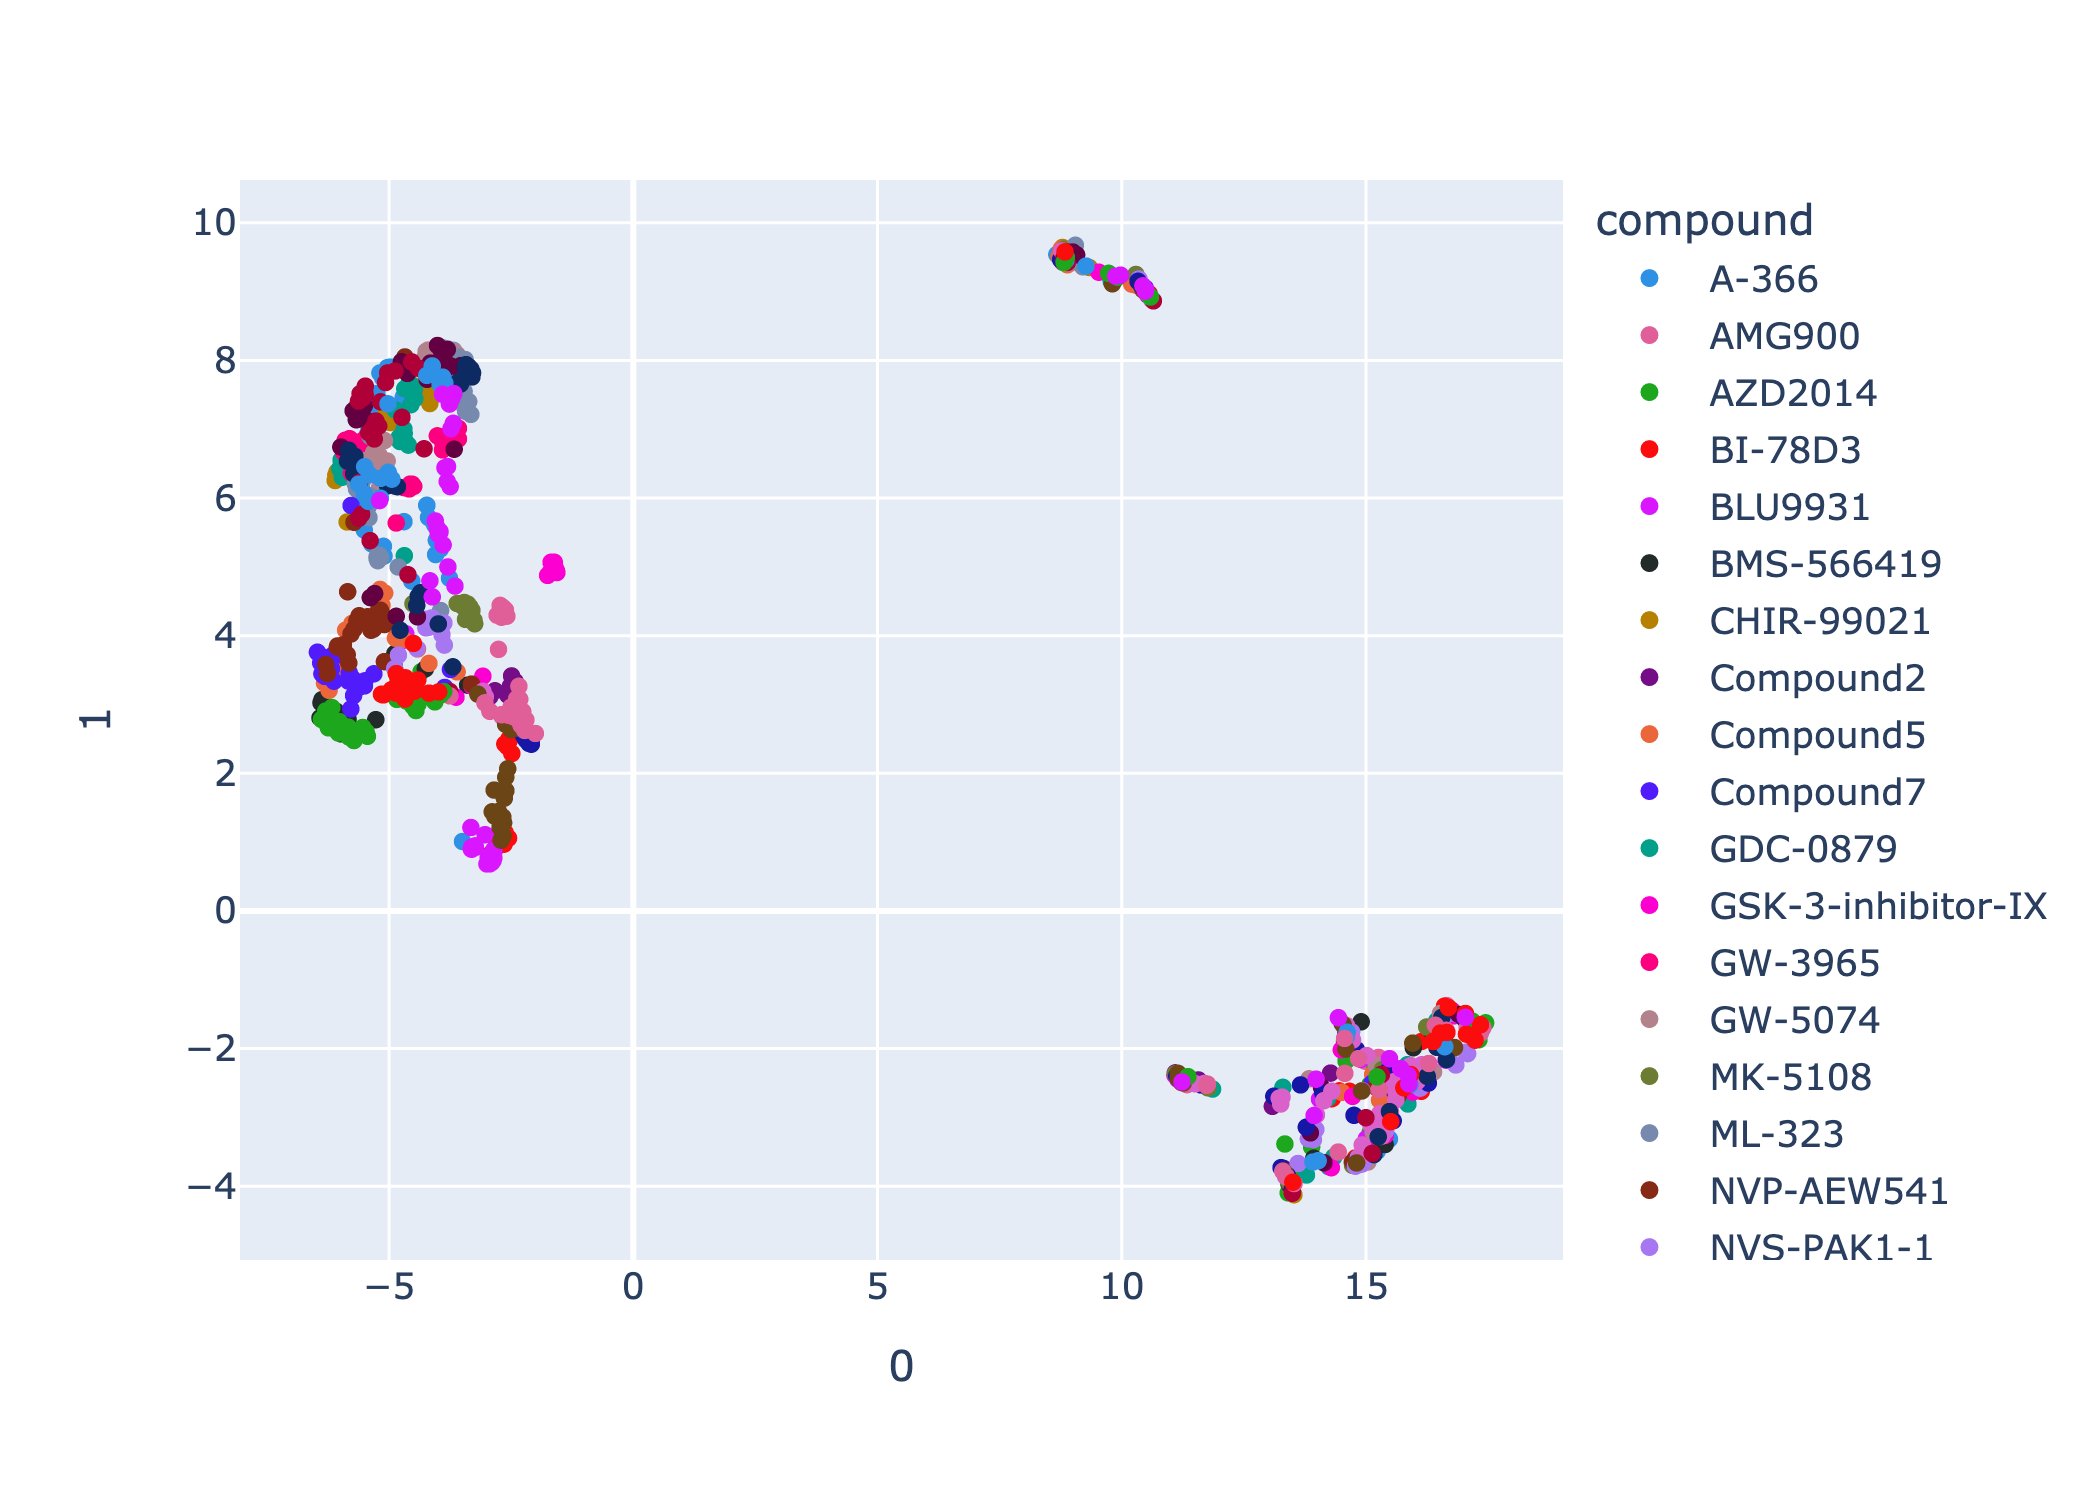 10
8
6
4
2
0
−2
−4
1
−5
0
5
10
15
0
compound
A-366
AMG900
AZD2014
BI-78D3
BLU9931
BMS-566419
CHIR-99021
Compound2
Compound5
Compound7
GDC-0879
GSK-3-inhibitor-IX
GW-3965
GW-5074
MK-5108
ML-323
NVP-AEW541
NVS-PAK1-1